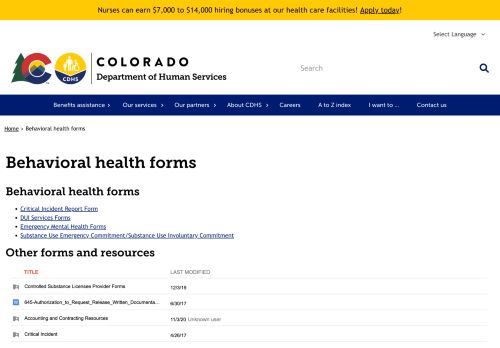 Nurses can earn $7,000 to $14,000 hiring bonuses at our health care facilities! Apply today!
Select Language
CDHS
COLORADO
Department of Human Services
Search
Benefits assistance
Our services
Our partners
About CDHS
Careers
A to Z index
I want to ...
Contact us
Home › Behavioral health forms
Behavioral health forms
Behavioral health forms
Critical Incident Report Form
DUI Services Forms
Emergency Mental Health Forms
Substance Use Emergency Commitment/Substance Use Involuntary Commitment
Other forms and resources
TITLE LAST MODIFIED
Controlled Substance Licensee Provider Forms 12/3/19
645-Authorization_to_Request_Release_Written_Documenta... 6/30/17
Accounting and Contracting Resources 11/3/20 Unknown user
Critical Incident 4/26/17